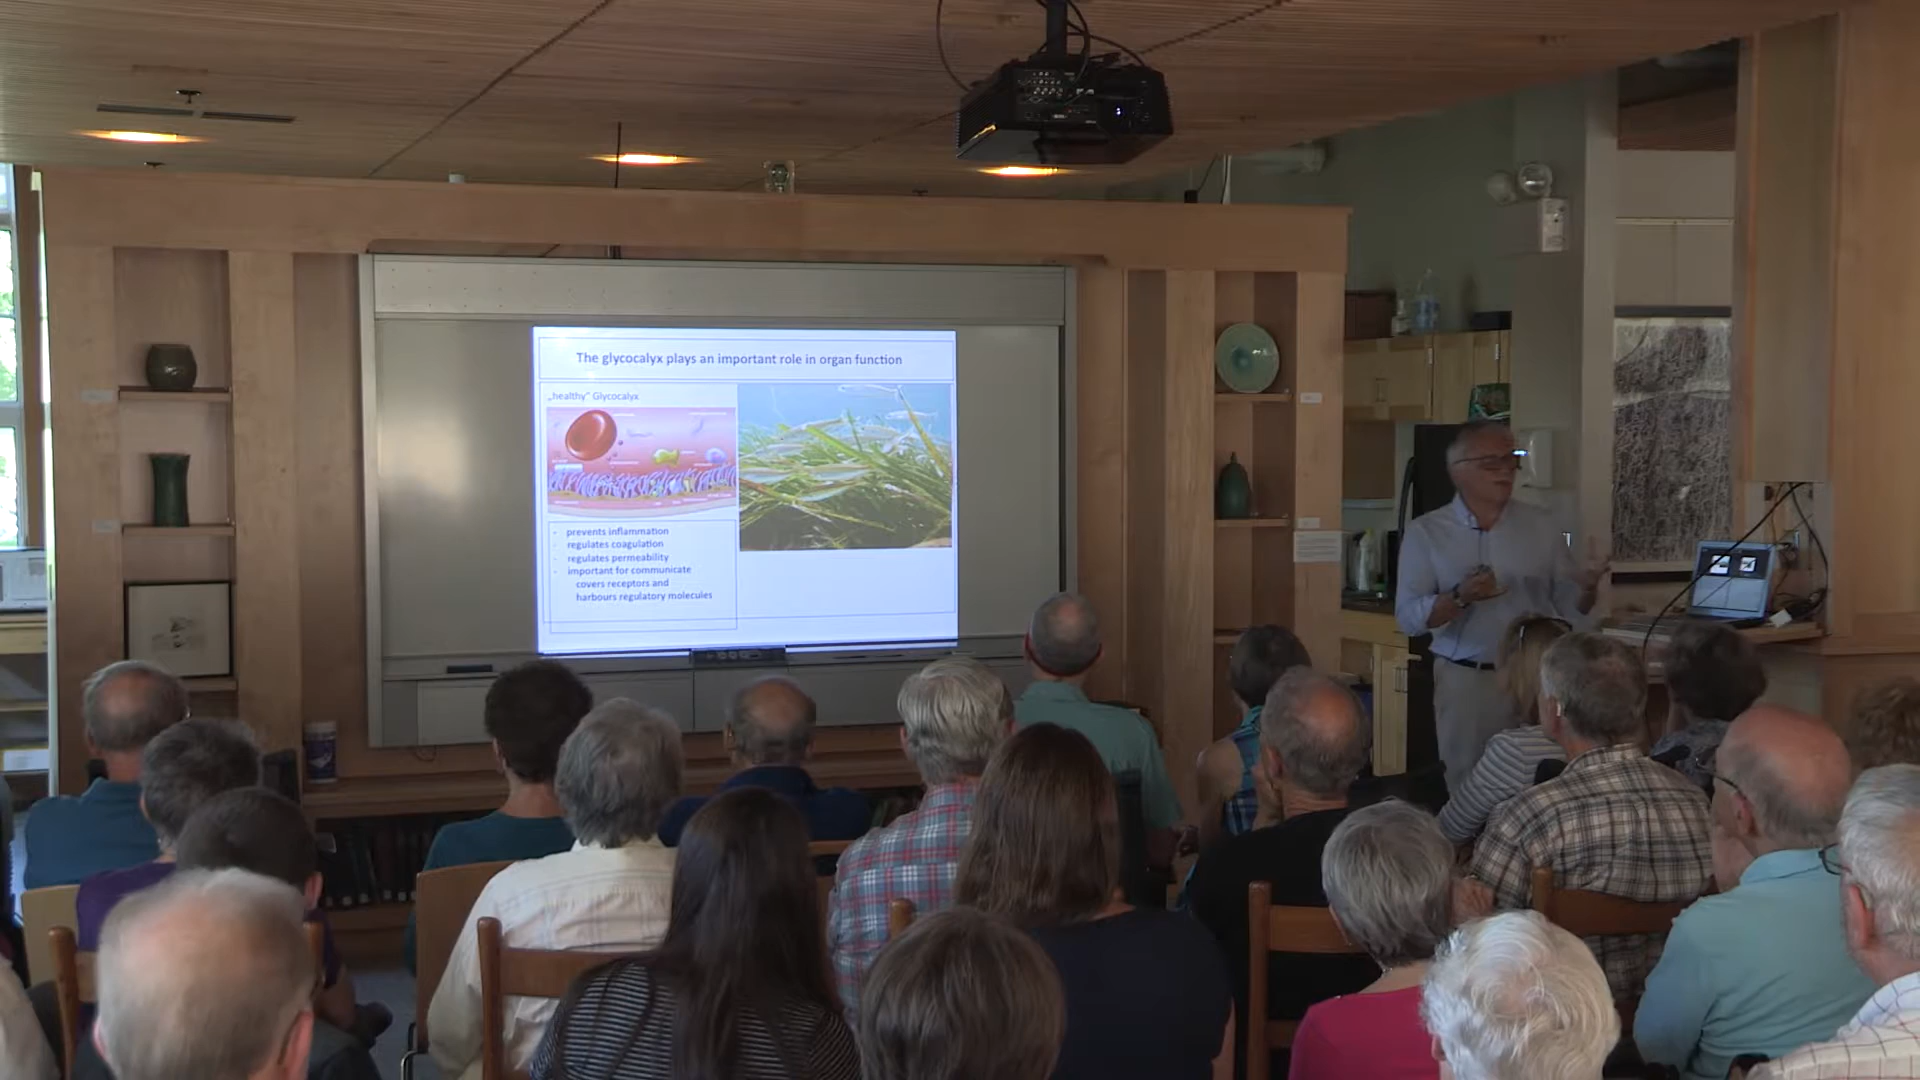 The glycocalyx plays an important role in organ function
„healthy" Glycocalyx
- prevents inflammation
- regulates coagulation
- regulates permeability
- important for communicate
covers receptors and
harbours regulatory molecules